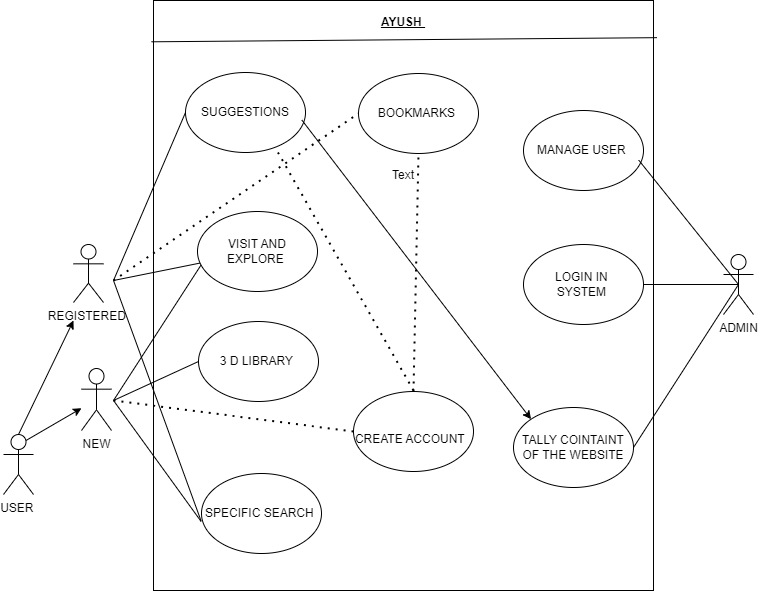 AYUSH
SUGGESTIONS
BOOKMARKS
MANAGE USER
Text
VISIT AND
EXPLORE
LOGIN IN
SYSTEM
REGISTERED
ADMIN
3 D LIBRARY
NEW
CREATE ACCOUNT
TALLY COINTAINT
OF THE WEBSITE
USER
SPECIFIC SEARCH